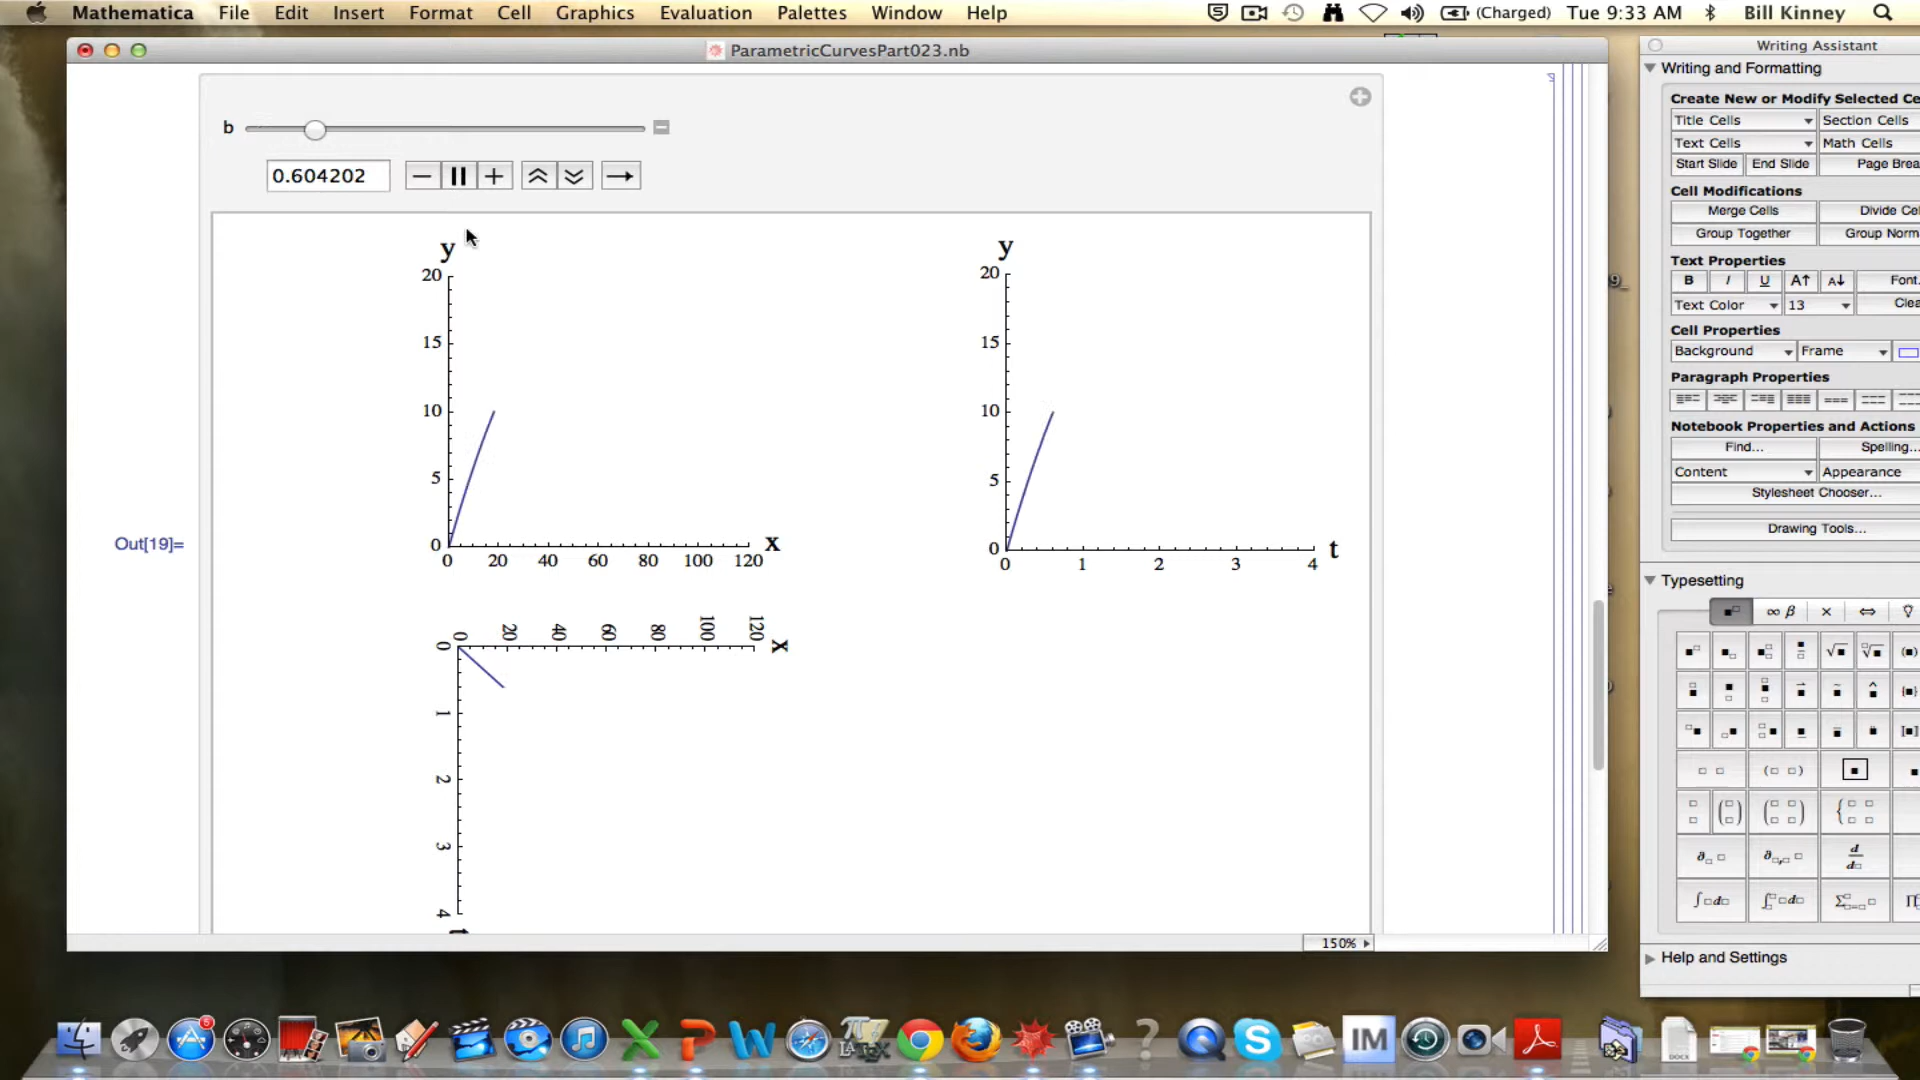 Mathematica File Edit Insert Format Cell Graphics Evaluation Palettes Window Help (Charged) Tue 9:33 AM Bill Kinney
ParametricCurvesPart023.nb
b
0.604202
y
20
15
10
5
0
0 20 40 60 80 100 120
x
y
20
15
10
5
0
0 1 2 3 4
t
Out[19]=
0 20 40 60 80 100 120
x
0
1
2
3
4
t
150%
Writing Assistant
Writing and Formatting
Create New or Modify Selected Ce
Title Cells Section Cells
Text Cells Math Cells
Start Slide End Slide Page Brea
Cell Modifications
Merge Cells Divide Cel
Group Together Group Norm
Text Properties
B I U A A Font.
Text Color 13 Clea
Cell Properties
Background Frame
Paragraph Properties
Notebook Properties and Actions
Find... Spelling...
Content Appearance
Stylesheet Chooser...
Drawing Tools...
Typesetting
∞ β
d
∫□d□
Help and Settings
5
X P W LATEX ? S IM
DOCX